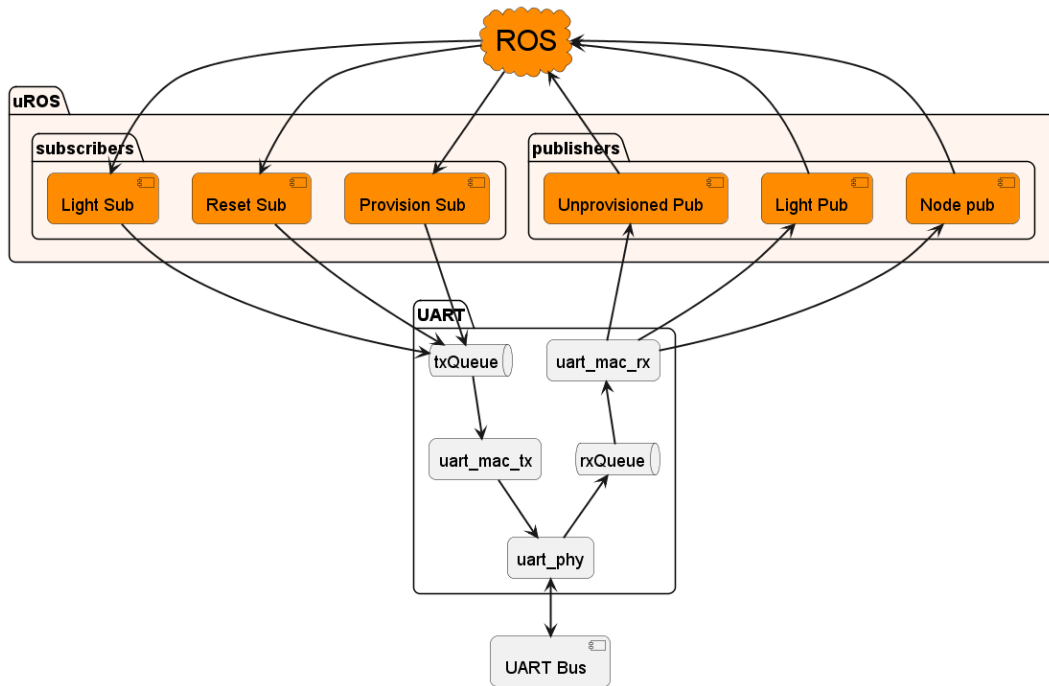 ROS
uROS
subscribers
publishers
Light Sub
Reset Sub
Provision Sub
Unprovisioned Pub
Light Pub
Node pub
UART
txQueue
uart_mac_rx
uart_mac_tx
rxQueue
uart_phy
UART Bus